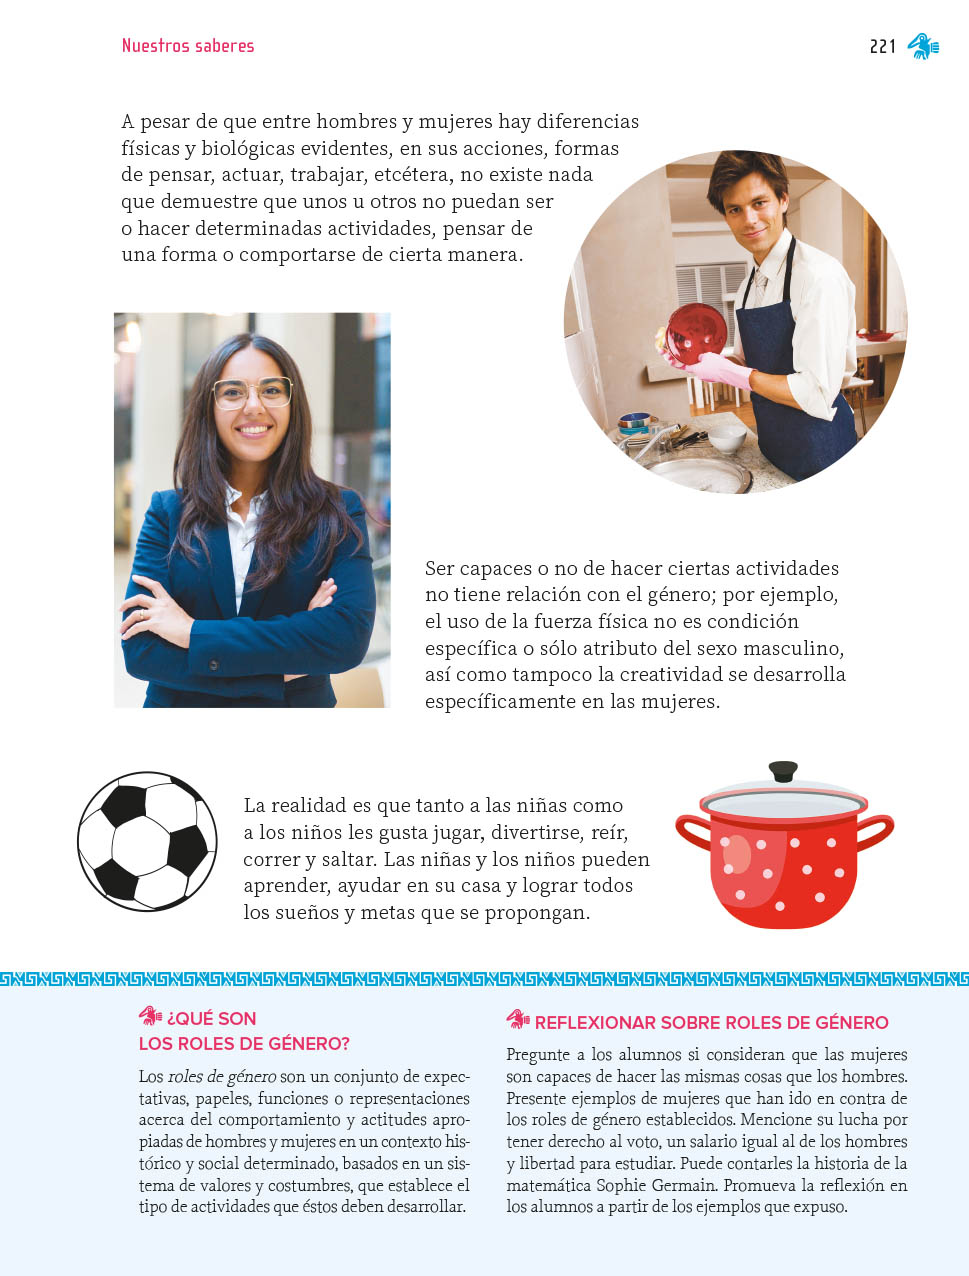 Nuestros saberes
221
A pesar de que entre hombres y mujeres hay diferencias
físicas y biológicas evidentes, en sus acciones, formas
de pensar, actuar, trabajar, etcétera, no existe nada
que demuestre que unos u otros no puedan ser
o hacer determinadas actividades, pensar de
una forma o comportarse de cierta manera.
Ser capaces o no de hacer ciertas actividades
no tiene relación con el género; por ejemplo,
el uso de la fuerza física no es condición
específica o sólo atributo del sexo masculino,
así como tampoco la creatividad se desarrolla
específicamente en las mujeres.
La realidad es que tanto a las niñas como
a los niños les gusta jugar, divertirse, reír,
correr y saltar. Las niñas y los niños pueden
aprender, ayudar en su casa y lograr todos
los sueños y metas que se propongan.
¿QUÉ SON
LOS ROLES DE GÉNERO?
Los roles de género son un conjunto de expec-
tativas, papeles, funciones o representaciones
acerca del comportamiento y actitudes apro-
piadas de hombres y mujeres en un contexto his-
tórico y social determinado, basados en un sis-
tema de valores y costumbres, que establece el
tipo de actividades que éstos deben desarrollar.
REFLEXIONAR SOBRE ROLES DE GÉNERO
Pregunte a los alumnos si consideran que las mujeres
son capaces de hacer las mismas cosas que los hombres.
Presente ejemplos de mujeres que han ido en contra de
los roles de género establecidos. Mencione su lucha por
tener derecho al voto, un salario igual al de los hombres
y libertad para estudiar. Puede contarles la historia de la
matemática Sophie Germain. Promueva la reflexión en
los alumnos a partir de los ejemplos que expuso.